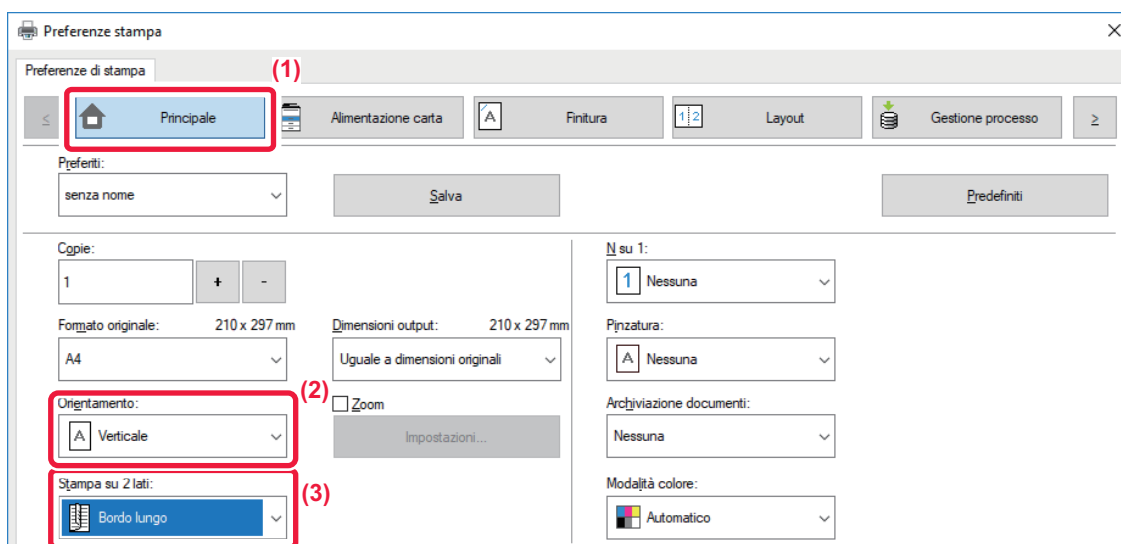 Preferenze stampa
Preferenze di stampa
(1)
<
Principale
Alimentazione carta
A
Finitura
1 2
Layout
Gestione processo
>
Preferiti:
senza nome
Salva
Predefiniti
Copie:
1
+
-
N su 1:
1 Nessuna
Formato originale: 210 x 297 mm
A4
Dimensioni output: 210 x 297 mm
Uguale a dimensioni originali
Pinzatura:
A Nessuna
(2)
Orientamento:
A Verticale
Zoom
Impostazioni...
Archiviazione documenti:
Nessuna
(3)
Stampa su 2 lati:
Bordo lungo
Modalità colore:
Automatico